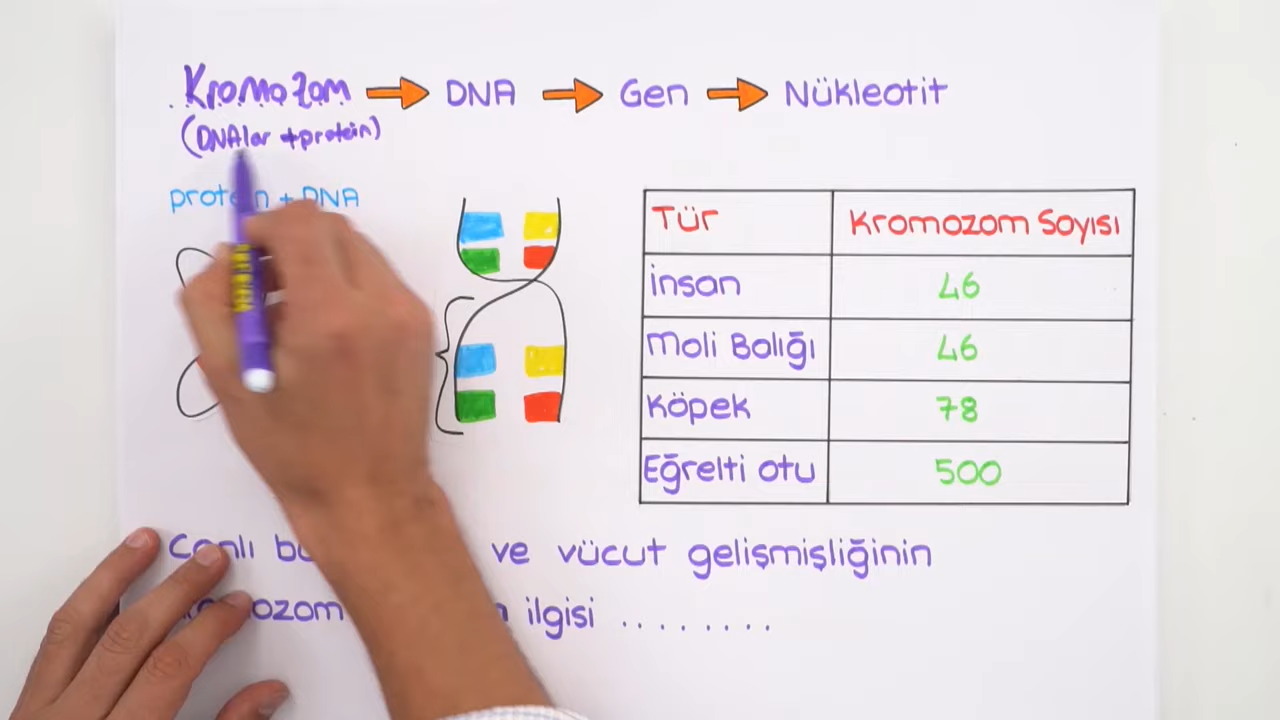 Kromozom → DNA → Gen → Nükleotit
(DNAlar +protein)
+ DNA
Tür Kromozom Sayısı
İnsan 46
Moli Balığı 46
Köpek 78
Eğrelti otu 500
Canlı ve vücut gelişmişliğinin
ilgisi ........